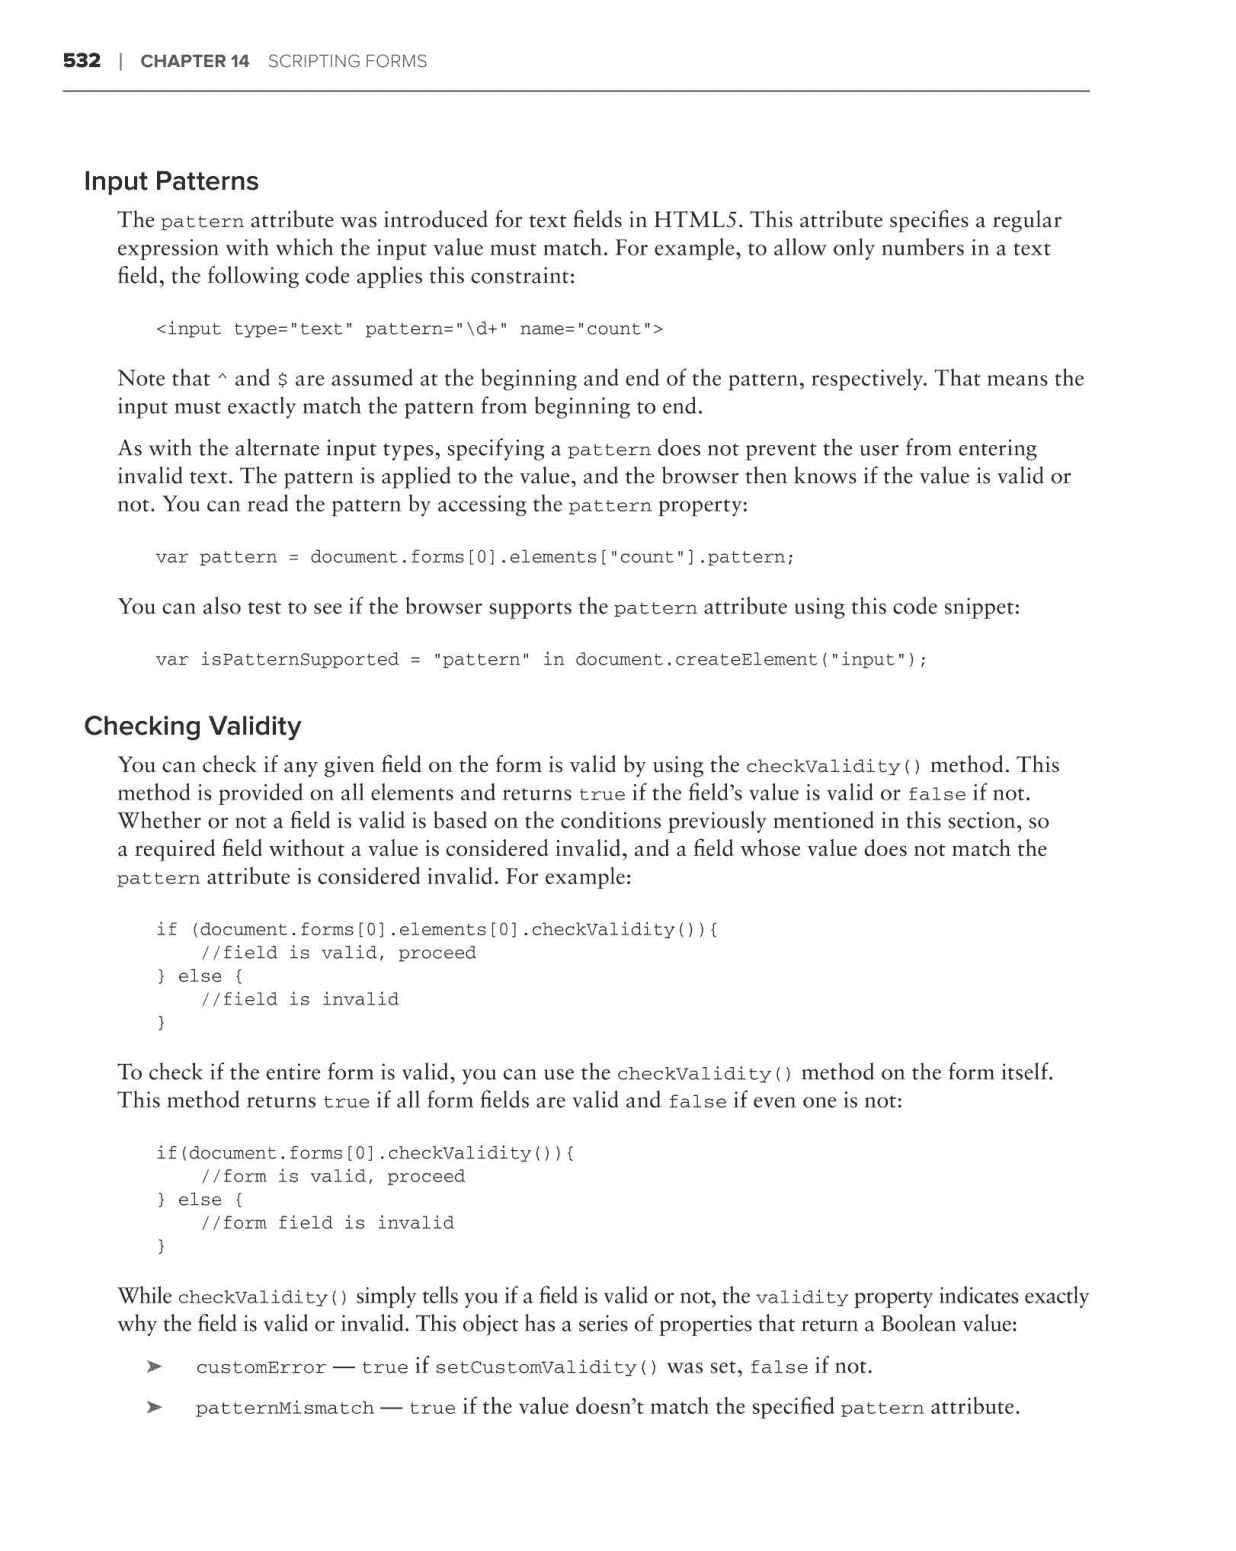 532 | CHAPTER 14 SCRIPTING FORMS
Input Patterns
The pattern attribute was introduced for text fields in HTML5. This attribute specifies a regular
expression with which the input value must match. For example, to allow only numbers in a text
field, the following code applies this constraint:
<input type="text" pattern="\d+" name="count">
Note that ^ and $ are assumed at the beginning and end of the pattern, respectively. That means the
input must exactly match the pattern from beginning to end.
As with the alternate input types, specifying a pattern does not prevent the user from entering
invalid text. The pattern is applied to the value, and the browser then knows if the value is valid or
not. You can read the pattern by accessing the pattern property:
var pattern = document.forms[0].elements["count"].pattern;
You can also test to see if the browser supports the pattern attribute using this code snippet:
var isPatternSupported = "pattern" in document.createElement("input");
Checking Validity
You can check if any given field on the form is valid by using the checkValidity() method. This
method is provided on all elements and returns true if the field's value is valid or false if not.
Whether or not a field is valid is based on the conditions previously mentioned in this section, so
a required field without a value is considered invalid, and a field whose value does not match the
pattern attribute is considered invalid. For example:
if (document.forms[0].elements[0].checkValidity()){
    //field is valid, proceed
} else {
    //field is invalid
}
To check if the entire form is valid, you can use the checkValidity() method on the form itself.
This method returns true if all form fields are valid and false if even one is not:
if(document.forms[0].checkValidity()){
    //form is valid, proceed
} else {
    //form field is invalid
}
While checkValidity() simply tells you if a field is valid or not, the validity property indicates exactly
why the field is valid or invalid. This object has a series of properties that return a Boolean value:
➤ customError — true if setCustomValidity() was set, false if not.
➤ patternMismatch — true if the value doesn't match the specified pattern attribute.